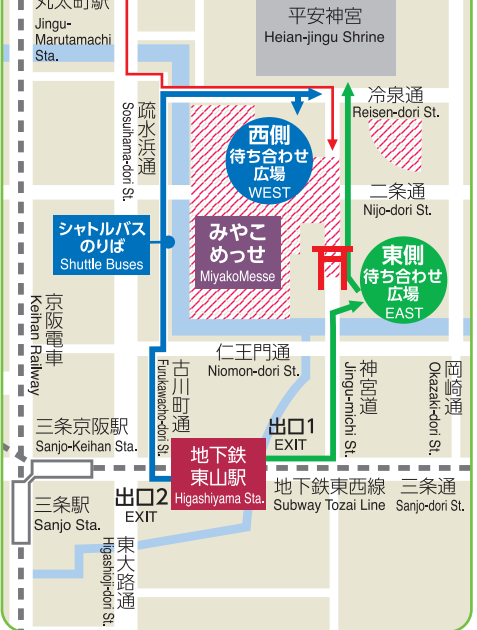 丸太町駅
Jingu-
Marutamachi
Sta.
平安神宮
Heian-jingu Shrine
冷泉通
Reisen-dori St.
疏水浜通
Sosuihama-dori St.
西側
待ち合わせ
広場
WEST
二条通
Nijo-dori St.
シャトルバス
のりば
Shuttle Buses
みやこ
めっせ
MiyakoMesse
東側
待ち合わせ
広場
EAST
京阪電車
Keihan Railway
仁王門通
Niomon-dori St.
古川町通
Furukawacho-dori St.
神宮道
Jingu-michi St.
岡崎通
Okazaki-dori St.
三条京阪駅
Sanjo-Keihan Sta.
出口1
EXIT
地下鉄
東山駅
Higashiyama Sta.
地下鉄東西線
Subway Tozai Line
三条通
Sanjo-dori St.
三条駅
Sanjo Sta.
出口2
EXIT
東大路通
Higashioji-dori St.